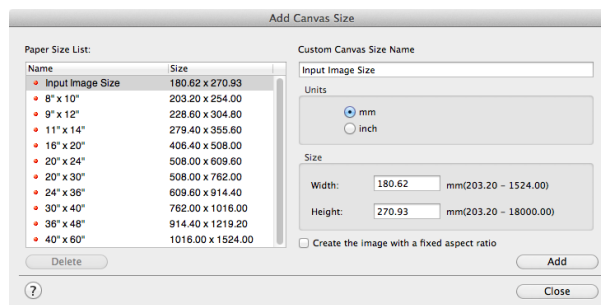 Add Canvas Size
Paper Size List:
Name Size
Input Image Size 180.62 x 270.93
8" x 10" 203.20 x 254.00
9" x 12" 228.60 x 304.80
11" x 14" 279.40 x 355.60
16" x 20" 406.40 x 508.00
20" x 24" 508.00 x 609.60
20" x 30" 508.00 x 762.00
24" x 36" 609.60 x 914.40
30" x 40" 762.00 x 1016.00
36" x 48" 914.40 x 1219.20
40" x 60" 1016.00 x 1524.00
Delete
?
Custom Canvas Size Name
Input Image Size
Units
mm
inch
Size
Width: 180.62 mm(203.20 - 1524.00)
Height: 270.93 mm(203.20 - 18000.00)
Create the image with a fixed aspect ratio
Add
Close